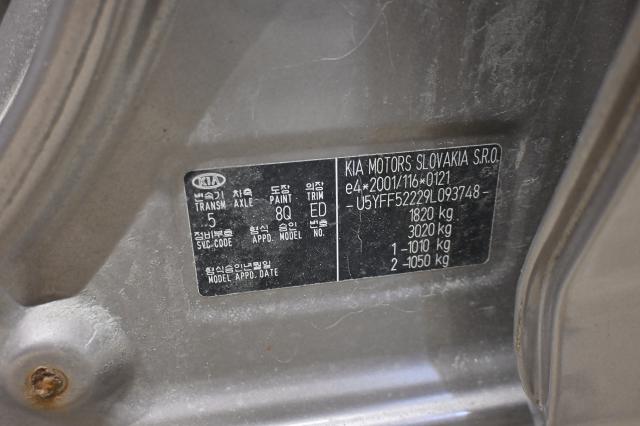 KIA
변속기 차축 도장 의장
TRANSM AXLE PAINT TRIM
5 8Q ED
정비부호 형식 승인 번호
SVC CODE APPD. MODEL NO.
형식승인년월일
MODEL APPD. DATE
KIA MOTORS SLOVAKIA S.R.O.
e4*2001/116*0121
-U5YFF52229L093748-
1820 kg
3020 kg
1-1010 kg
2-1050 kg